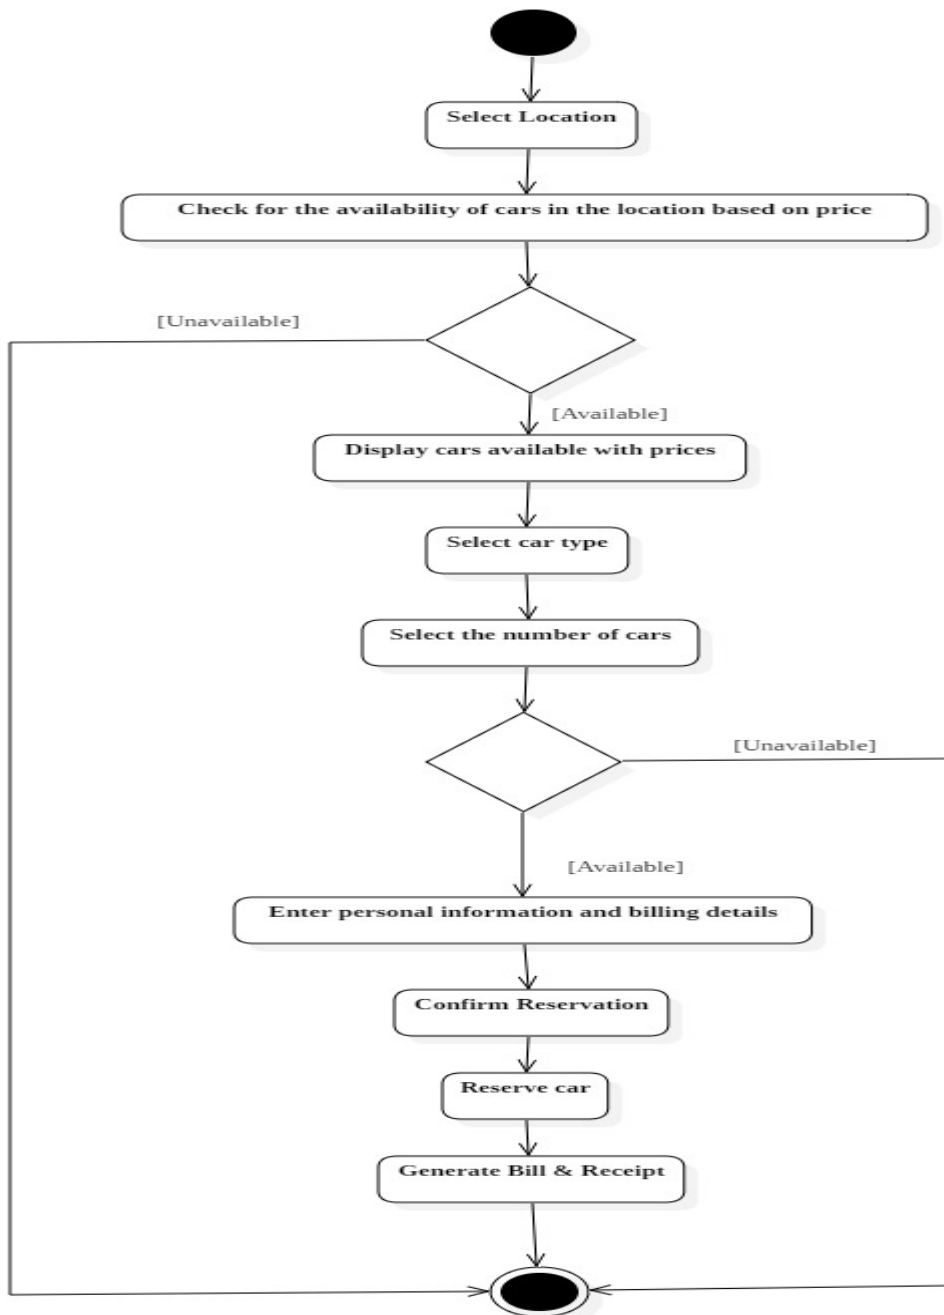 Select Location
Check for the availability of cars in the location based on price
[Unavailable]
[Available]
Display cars available with prices
Select car type
Select the number of cars
[Unavailable]
[Available]
Enter personal information and billing details
Confirm Reservation
Reserve car
Generate Bill & Receipt